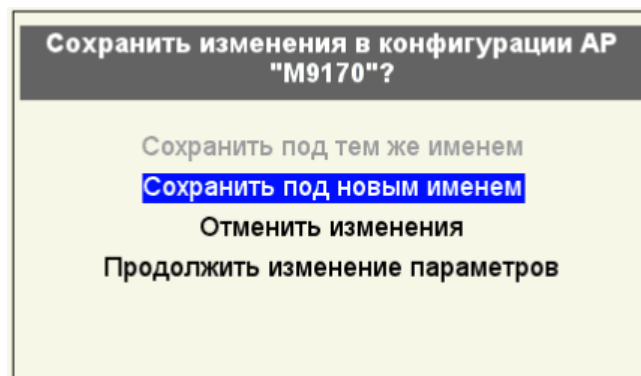 Сохранить изменения в конфигурации АР
"М9170"?
Сохранить под тем же именем
Сохранить под новым именем
Отменить изменения
Продолжить изменение параметров